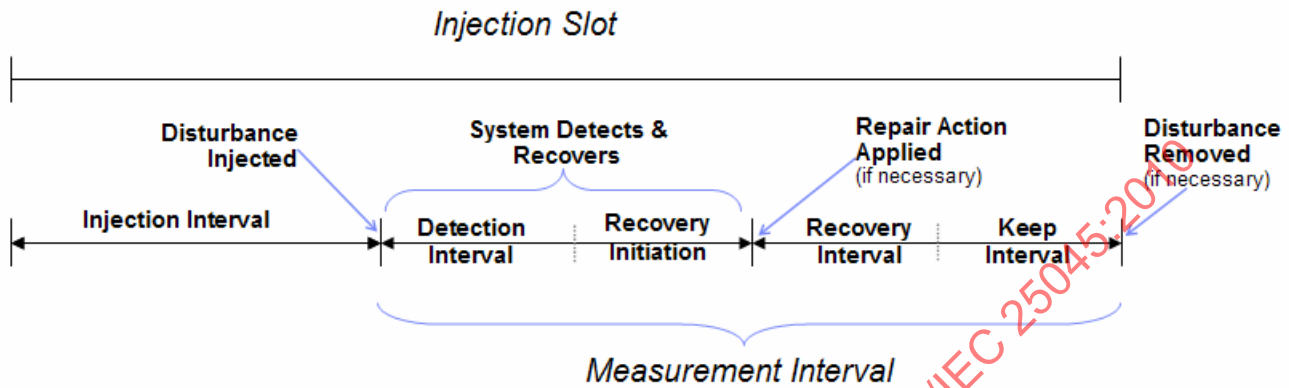 Injection Slot
Disturbance
Injected
System Detects &
Recovers
Repair Action
Applied
(if necessary)
Disturbance
Removed
(if necessary)
Injection Interval
Detection
Interval
Recovery
Initiation
Recovery
Interval
Keep
Interval
Measurement Interval
/IEC 25045:2010